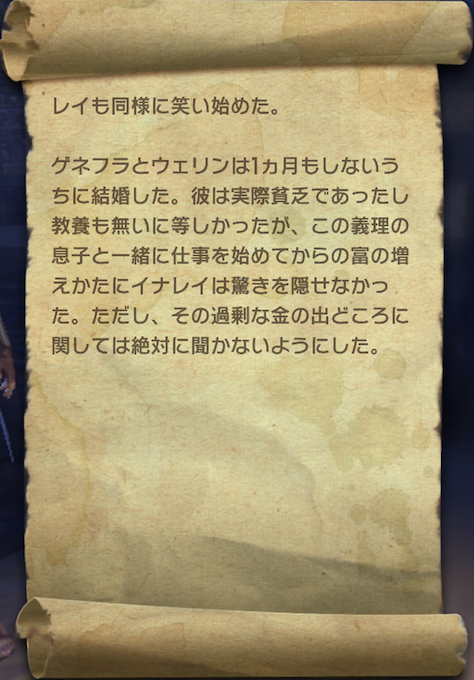 レイも同様に笑い始めた。
ゲネフラとウェリンは1ヵ月もしないう
ちに結婚した。彼は実際貧乏であったし
教養も無いに等しかったが、この義理の
息子と一緒に仕事を始めてからの富の増
えかたにイナレイは驚きを隠せなかっ
た。ただし、その過剰な金の出どころに
関しては絶対に聞かないようにした。